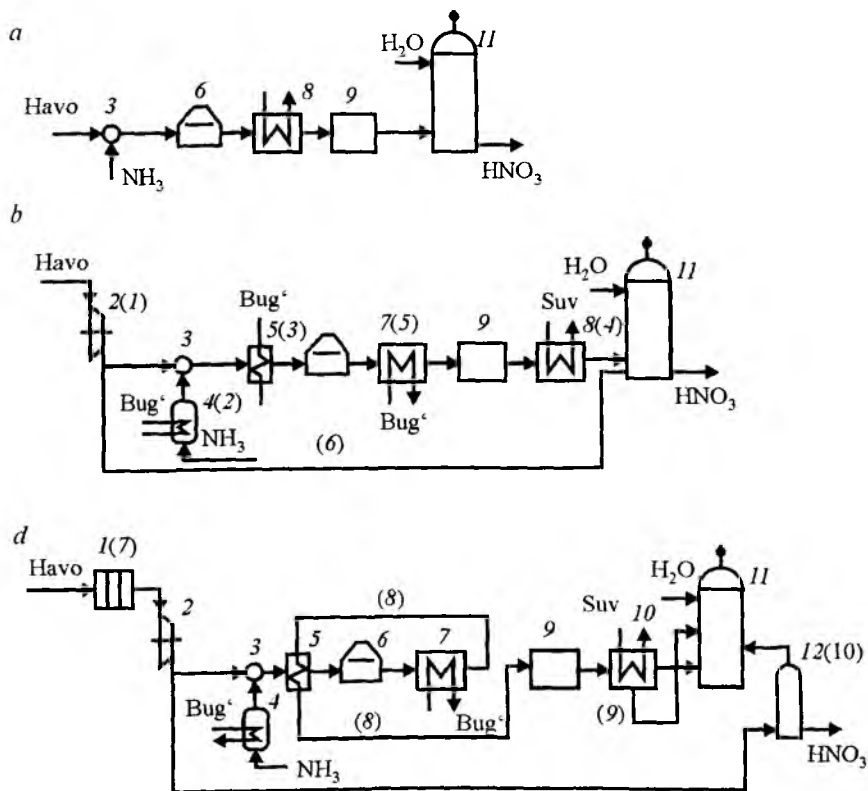 a
H₂O
11
Havo
3
6
8
9
NH₃
HNO₃
b
Havo
2(1)
3
Bug‘
5(3)
7(5)
9
Suv
8(4)
H₂O
11
Bug‘
4(2)
NH₃
Bug‘
(6)
HNO₃
d
1(7)
Havo
2
3
5
(8)
6
7
9
Suv
10
H₂O
11
12(10)
Bug‘
4
(8)
Bug‘
(9)
NH₃
HNO₃